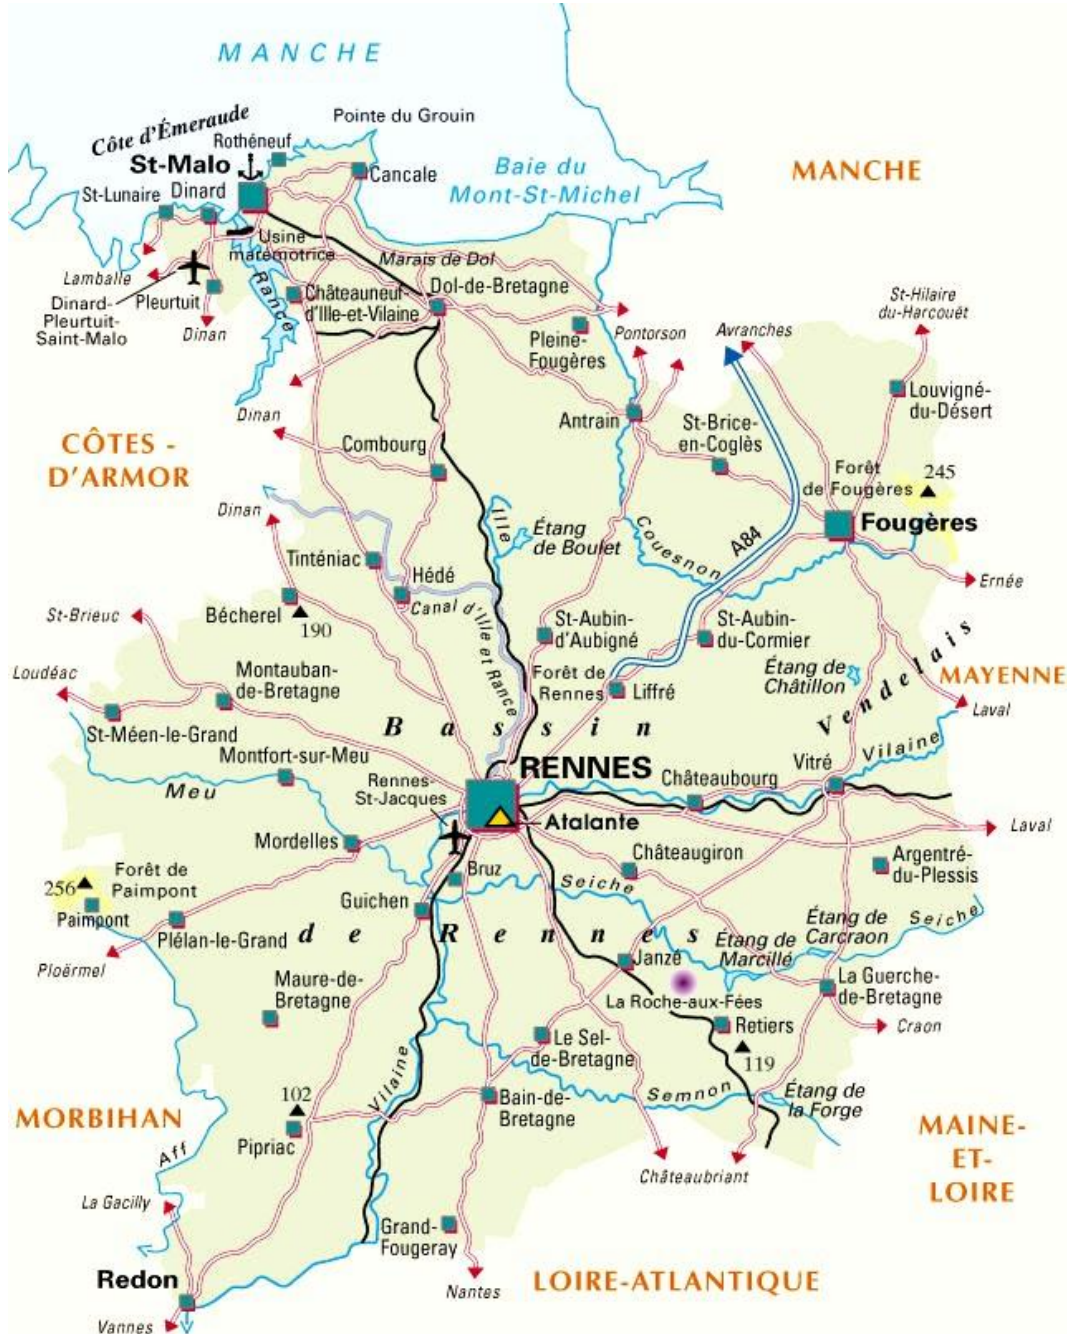 MANCHE
Pointe du Grouin
Côte d'Émeraude
Rothéneuf
St-Malo
Cancale
Baie du
Mont-St-Michel
MANCHE
St-Lunaire
Dinard
Usine
matémotrice
Marais de Dol
Lamballe
Rance
Dinard-
Pleurtuit-
Saint-Malo
Pleurtuit
Dinan
Châteauneuf-
d'Ille-et-Vilaine
Dol-de-Bretagne
St-Hilaire
du-Harcouët
Pleine-
Fougères
Pontorson
Avranches
Louvigné-
du-Désert
Dinan
Antrain
St-Brice-
en-Coglès
CÔTES -
D'ARMOR
Combourg
Forêt
de Fougères
245
Fougères
Dinan
Ille
Étang
de Boulet
Couesnon
A84
Tinténiac
Hédé
Canal d'Ille et Rance
Ernée
St-Brieuc
Bécherel
190
St-Aubin-
d'Aubigné
St-Aubin-
du-Cormier
Vendelais
Étang de
Châtillon
MAYENNE
Loudéac
Montauban-
de-Bretagne
Forêt de
Rennes
Liffré
Laval
St-Méen-le-Grand
Bassin
Montfort-sur-Meu
Meu
Rennes-
St-Jacques
RENNES
Châteaubourg
Vitré
Vilaine
Atalante
Laval
Mordelles
Châteaugiron
Argentré-
du-Plessis
Forêt de
Paimpont
256
Paimpont
Bruz
Seiche
Guichen
Étang de
Carcraon
Seiche
Plélan-le-Grand
de Rennes
Étang de
Marcillé
Ploërmel
Janzé
Maure-de-
Bretagne
La Roche-aux-Fées
La Guerche-
de-Bretagne
Retiers
Craon
Le Sel-
de-Bretagne
119
Vilaine
Semnon
Étang de
la Forge
102
Bain-de-
Bretagne
MORBIHAN
Pipriac
MAINE-
ET-
LOIRE
Aff
Châteaubriant
La Gacilly
Grand-
Fougeray
Redon
LOIRE-ATLANTIQUE
Nantes
Vannes